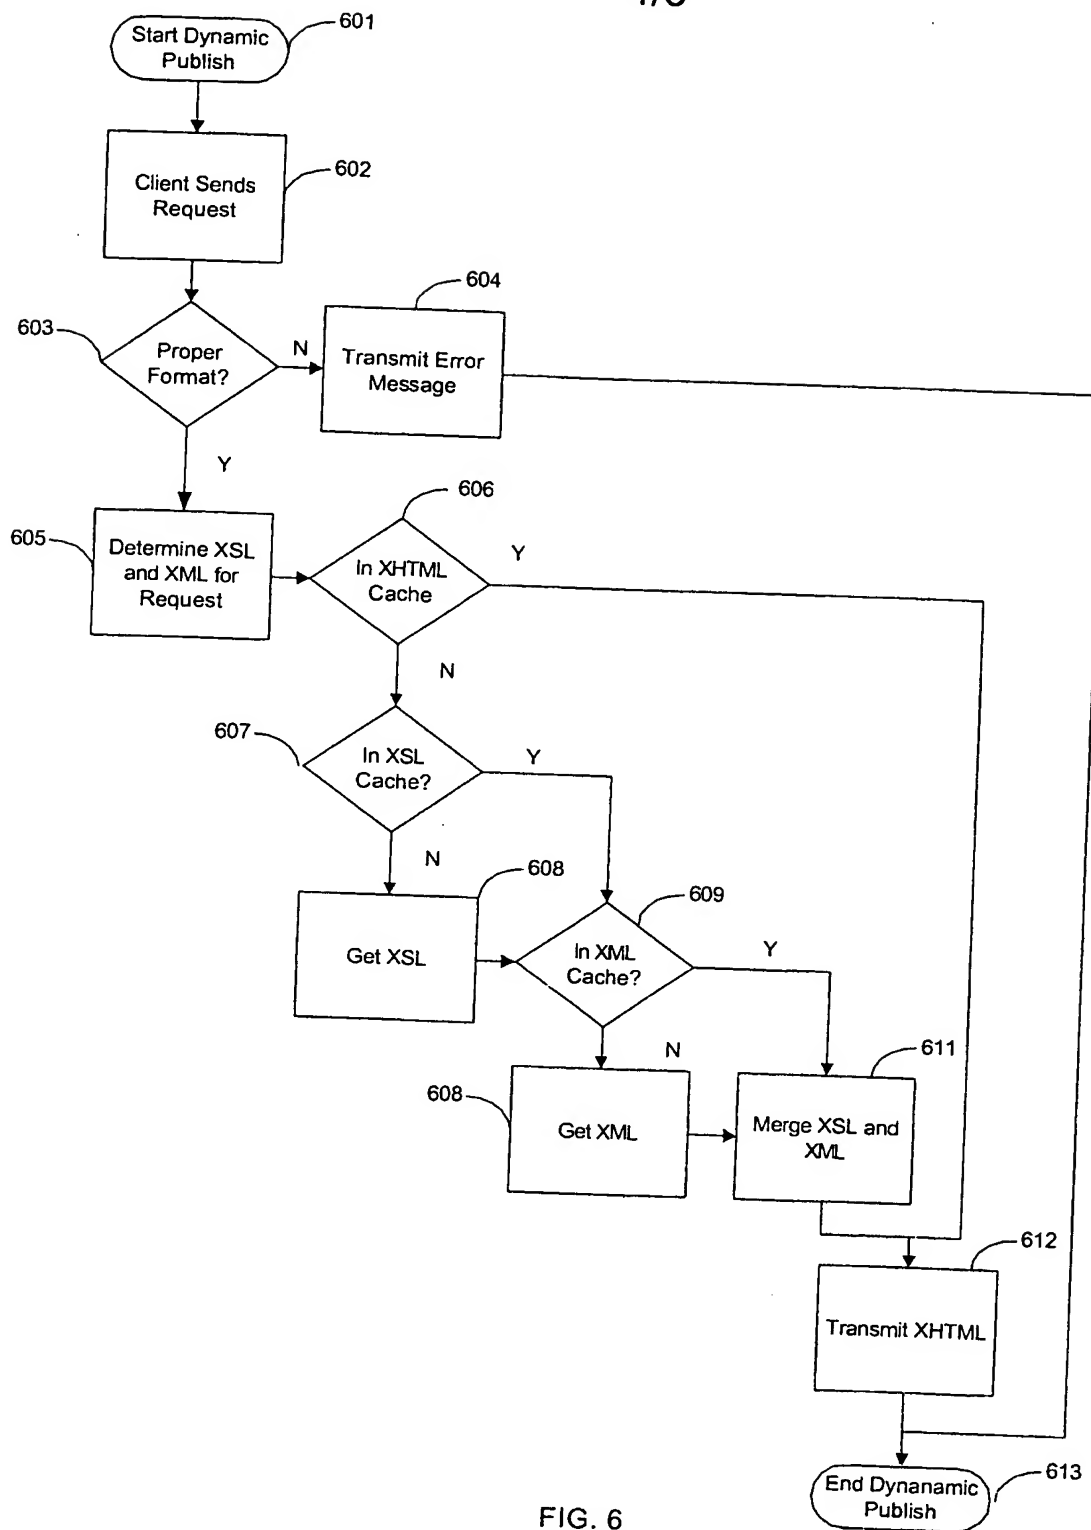 Start Dynamic
Publish
601
Client Sends
Request
602
603
Proper
Format?
N
604
Transmit Error
Message
Y
605
Determine XSL
and XML for
Request
606
In XHTML
Cache
Y
N
607
In XSL
Cache?
Y
N
608
Get XSL
609
In XML
Cache?
Y
N
608
Get XML
611
Merge XSL and
XML
612
Transmit XHTML
613
End Dynanamic
Publish
FIG. 6